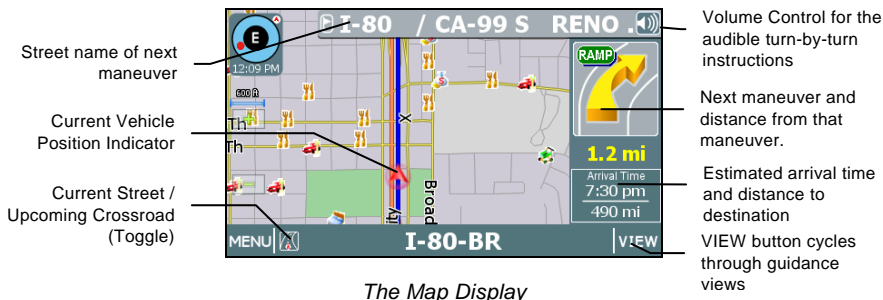 Street name of next
maneuver
Current Vehicle
Position Indicator
Current Street /
Upcoming Crossroad
(Toggle)
I-80 / CA-99 S RENO .
E
12:09 PM
600 ft
Th
Th
X
ity
Broad
RAMP
1.2 mi
Arrival Time
7:30 pm
490 mi
MENU
I-80-BR
VIEW
Volume Control for the
audible turn-by-turn
instructions
Next maneuver and
distance from that
maneuver.
Estimated arrival time
and distance to
destination
VIEW button cycles
through guidance
views
The Map Display